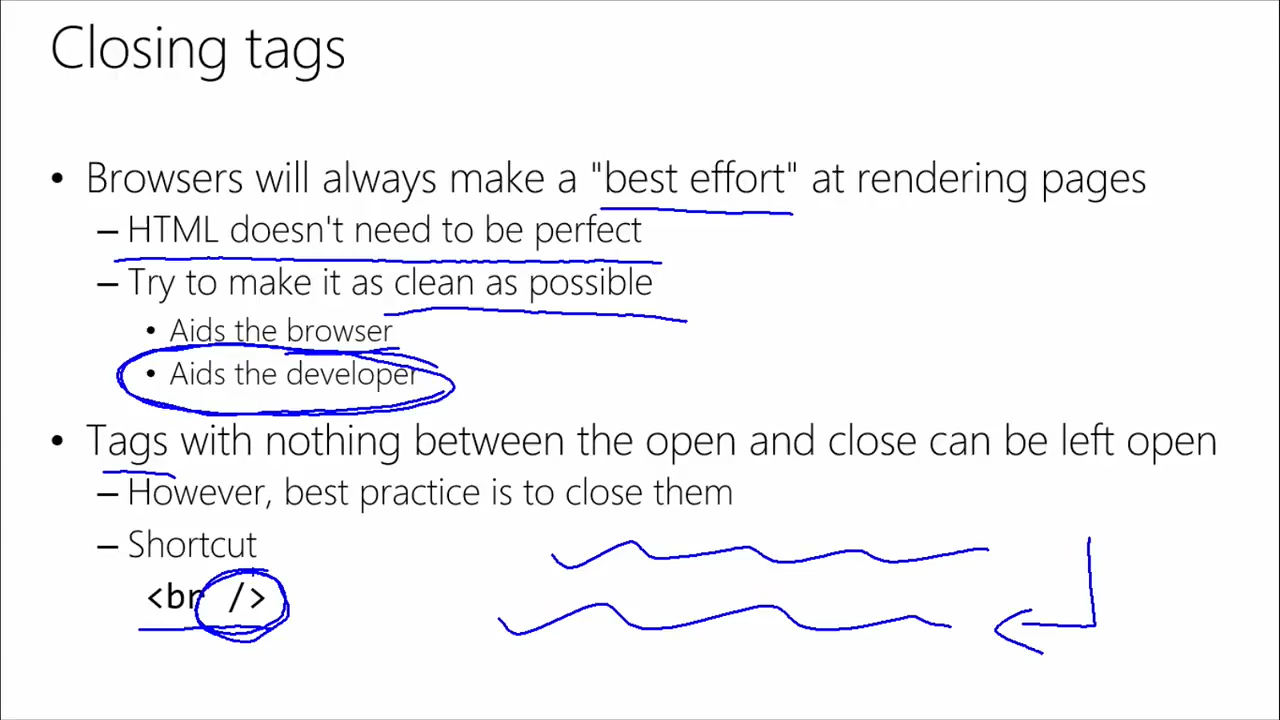 Closing tags
• Browsers will always make a "best effort" at rendering pages
– HTML doesn't need to be perfect
– Try to make it as clean as possible
• Aids the browser
• Aids the developer
• Tags with nothing between the open and close can be left open
– However, best practice is to close them
– Shortcut
<br />